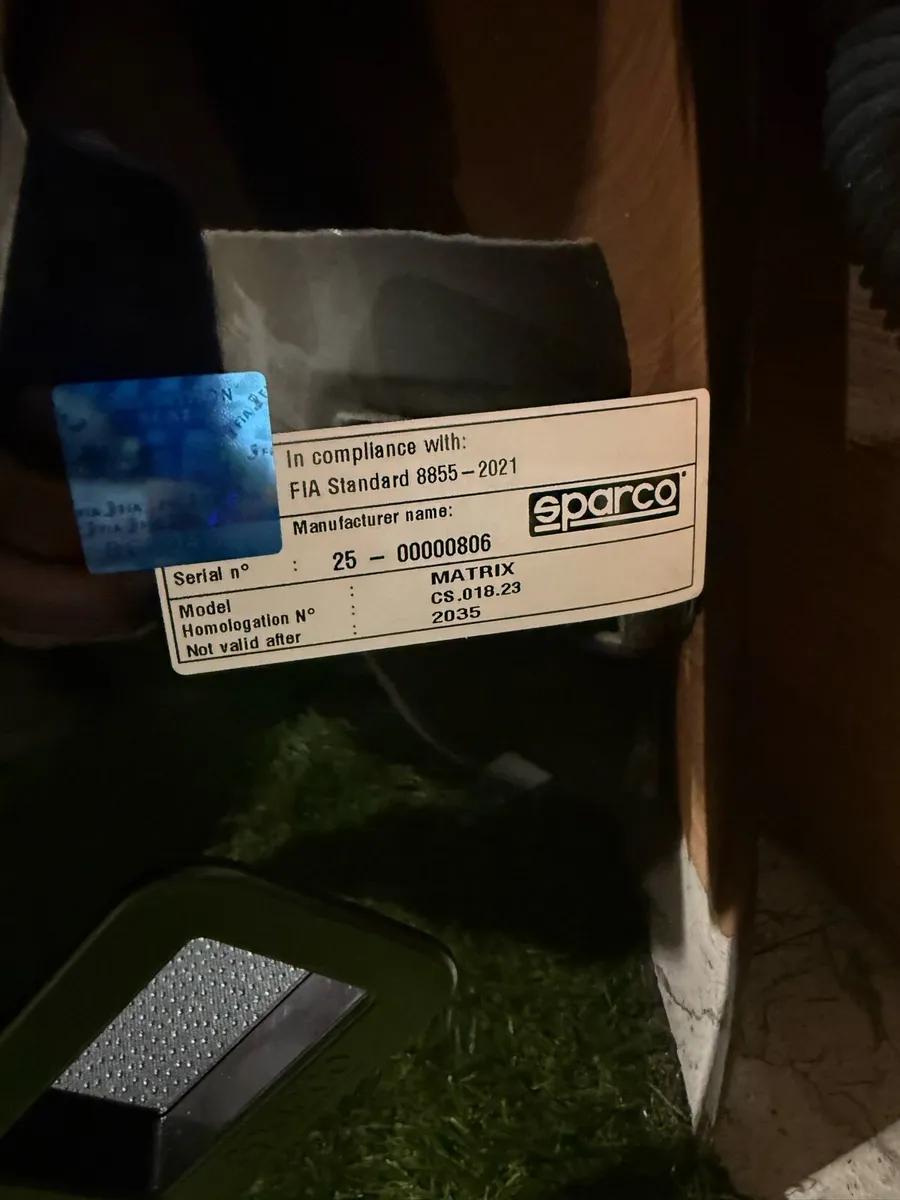 In compliance with:
FIA Standard 8855-2021
Manufacturer name:
sparco
Serial n° : 25 - 00000806
Model : MATRIX
Homologation N° : CS.018.23
Not valid after : 2035
FIA